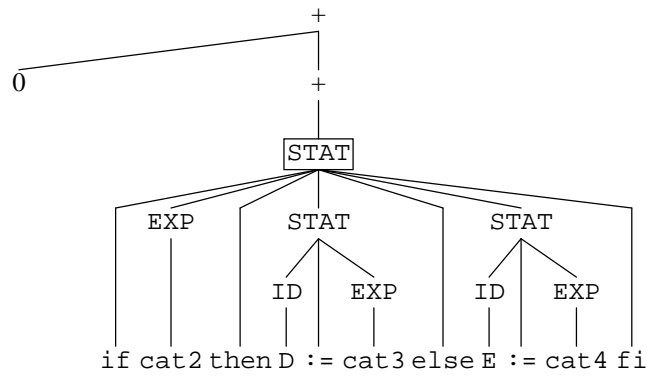 +
0 +
STAT
EXP STAT STAT
ID EXP ID EXP
if cat2 then D := cat3 else E := cat4 fi